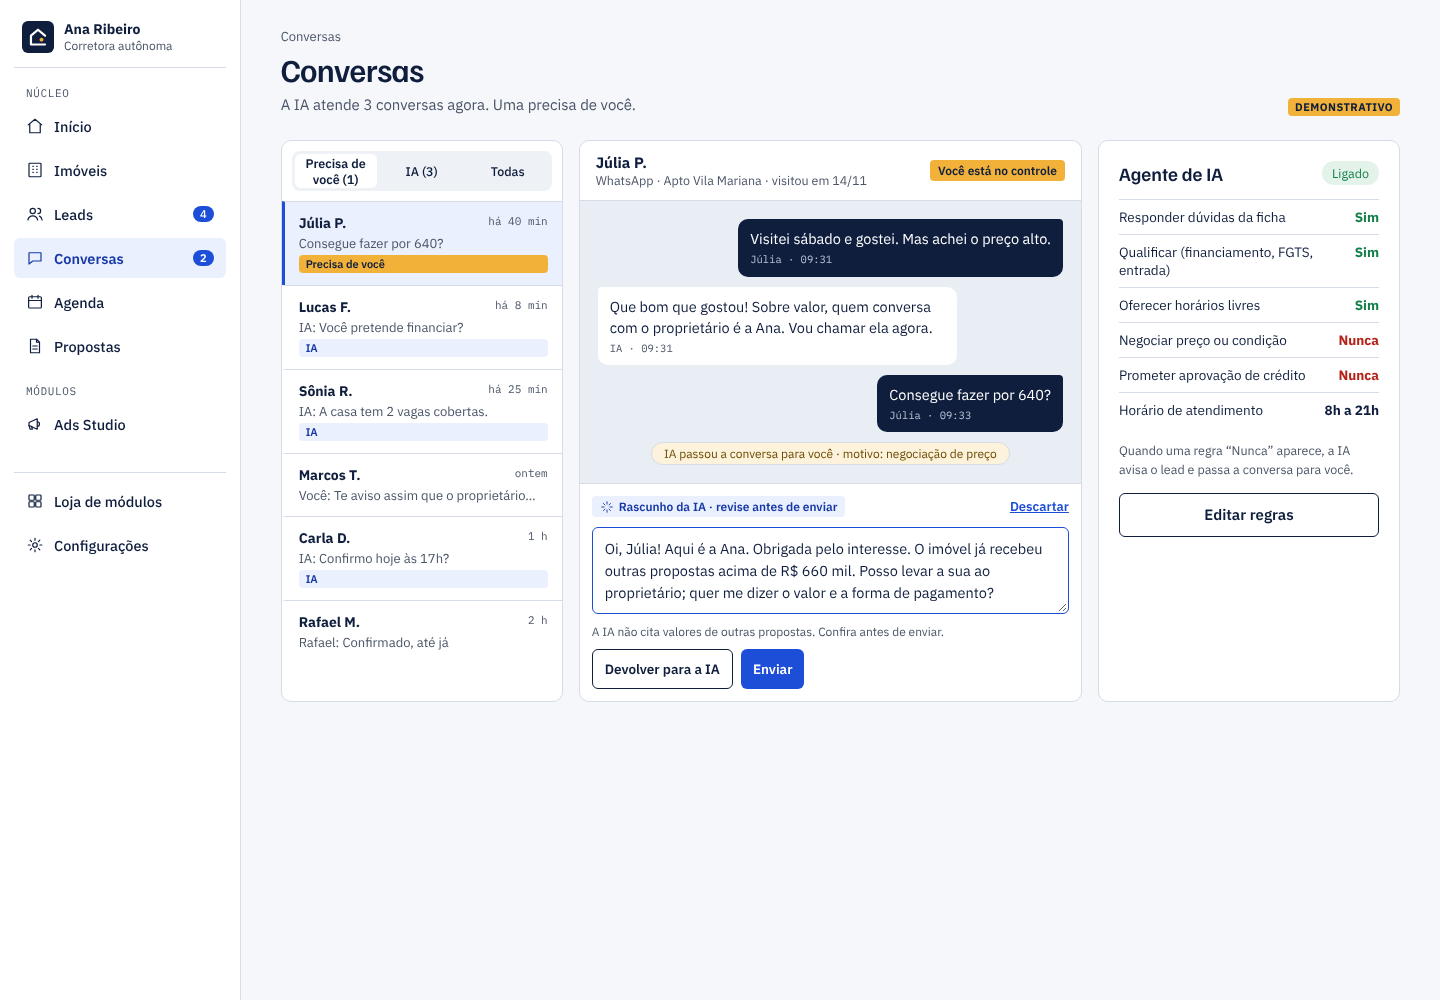 Ana Ribeiro
Corretora autônoma
NÚCLEO
Início
Imóveis
Leads
4
Conversas
2
Agenda
Propostas
MÓDULOS
Ads Studio
Loja de módulos
Configurações
Conversas
Conversas
A IA atende 3 conversas agora. Uma precisa de você.
DEMONSTRATIVO
Precisa de
você (1)
IA (3)
Todas
Júlia P.
há 40 min
Consegue fazer por 640?
Precisa de você
Lucas F.
há 8 min
IA: Você pretende financiar?
IA
Sônia R.
há 25 min
IA: A casa tem 2 vagas cobertas.
IA
Marcos T.
ontem
Você: Te aviso assim que o proprietário...
Carla D.
1 h
IA: Confirmo hoje às 17h?
IA
Rafael M.
2 h
Rafael: Confirmado, até já
Júlia P.
WhatsApp · Apto Vila Mariana · visitou em 14/11
Você está no controle
Visitei sábado e gostei. Mas achei o preço alto.
Júlia · 09:31
Que bom que gostou! Sobre valor, quem conversa
com o proprietário é a Ana. Vou chamar ela agora.
IA · 09:31
Consegue fazer por 640?
Júlia · 09:33
IA passou a conversa para você · motivo: negociação de preço
Rascunho da IA · revise antes de enviar
Descartar
Oi, Júlia! Aqui é a Ana. Obrigada pelo interesse. O imóvel já recebeu
outras propostas acima de R$ 660 mil. Posso levar a sua ao
proprietário; quer me dizer o valor e a forma de pagamento?
A IA não cita valores de outras propostas. Confira antes de enviar.
Devolver para a IA
Enviar
Agente de IA
Ligado
Responder dúvidas da ficha
Sim
Qualificar (financiamento, FGTS,
entrada)
Sim
Oferecer horários livres
Sim
Negociar preço ou condição
Nunca
Prometer aprovação de crédito
Nunca
Horário de atendimento
8h a 21h
Quando uma regra “Nunca” aparece, a IA
avisa o lead e passa a conversa para você.
Editar regras